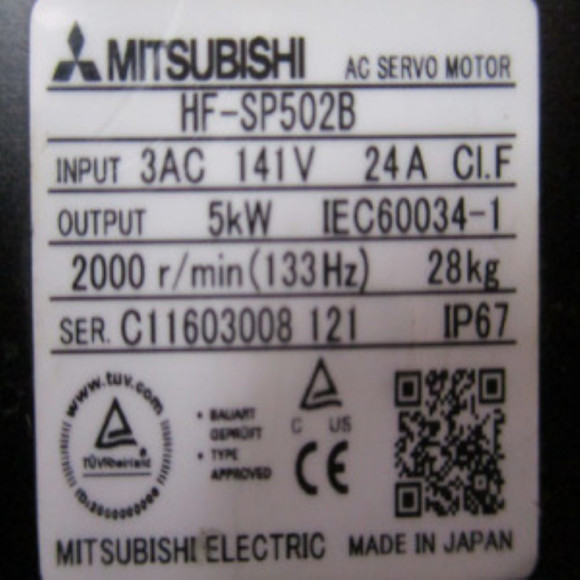 MITSUBISHI AC SERVO MOTOR
HF-SP502B
INPUT 3AC 141V 24A Cl.F
OUTPUT 5kW IEC60034-1
2000 r/min(133Hz) 28kg
SER. C11603008 121 IP67
www.tuv.com
TÜVRheinland
• BAUART
GEPRÜFT
• TYPE
APPROVED
C US
CE
MITSUBISHI ELECTRIC MADE IN JAPAN